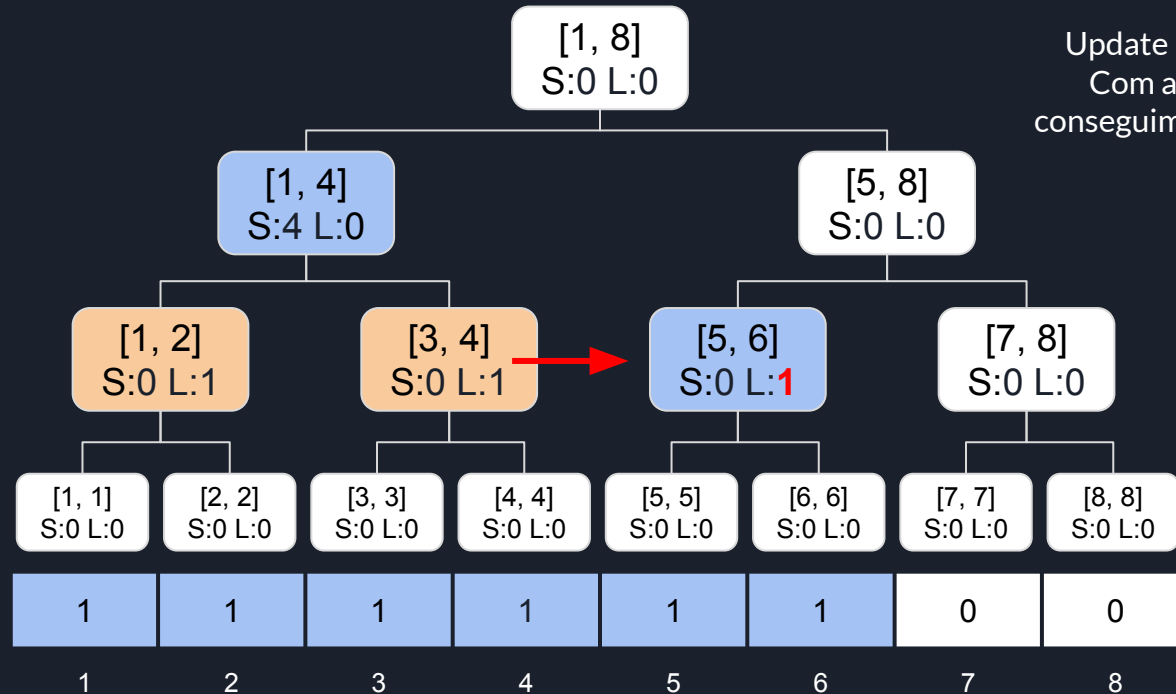 [1, 8]
S:0 L:0
Update
Com a
[1, 4]
S:4 L:0
[5, 8]
S:0 L:0
[1, 2]
S:0 L:1
[3, 4]
S:0 L:1
[5, 6]
S:0 L:1
[7, 8]
S:0 L:0
[1, 1]
S:0 L:0
[2, 2]
S:0 L:0
[3, 3]
S:0 L:0
[4, 4]
S:0 L:0
[5, 5]
S:0 L:0
[6, 6]
S:0 L:0
[7, 7]
S:0 L:0
[8, 8]
S:0 L:0
1 1 1 1 1 1 0 0
1 2 3 4 5 6 7 8